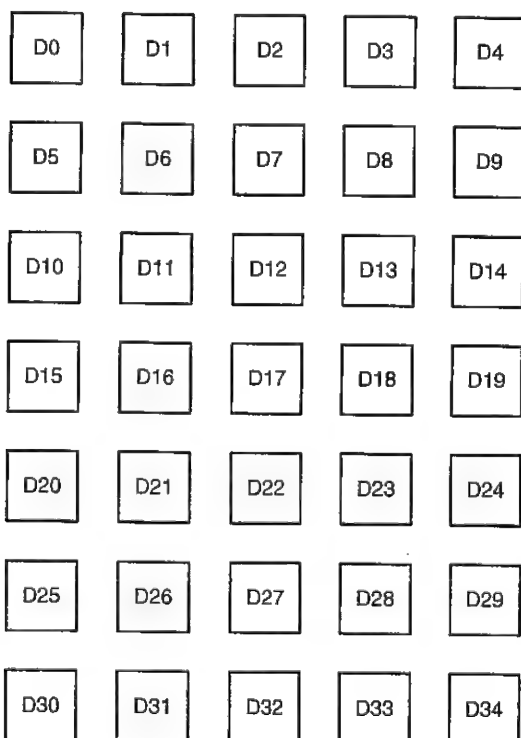 D0 D1 D2 D3 D4
D5 D6 D7 D8 D9
D10 D11 D12 D13 D14
D15 D16 D17 D18 D19
D20 D21 D22 D23 D24
D25 D26 D27 D28 D29
D30 D31 D32 D33 D34